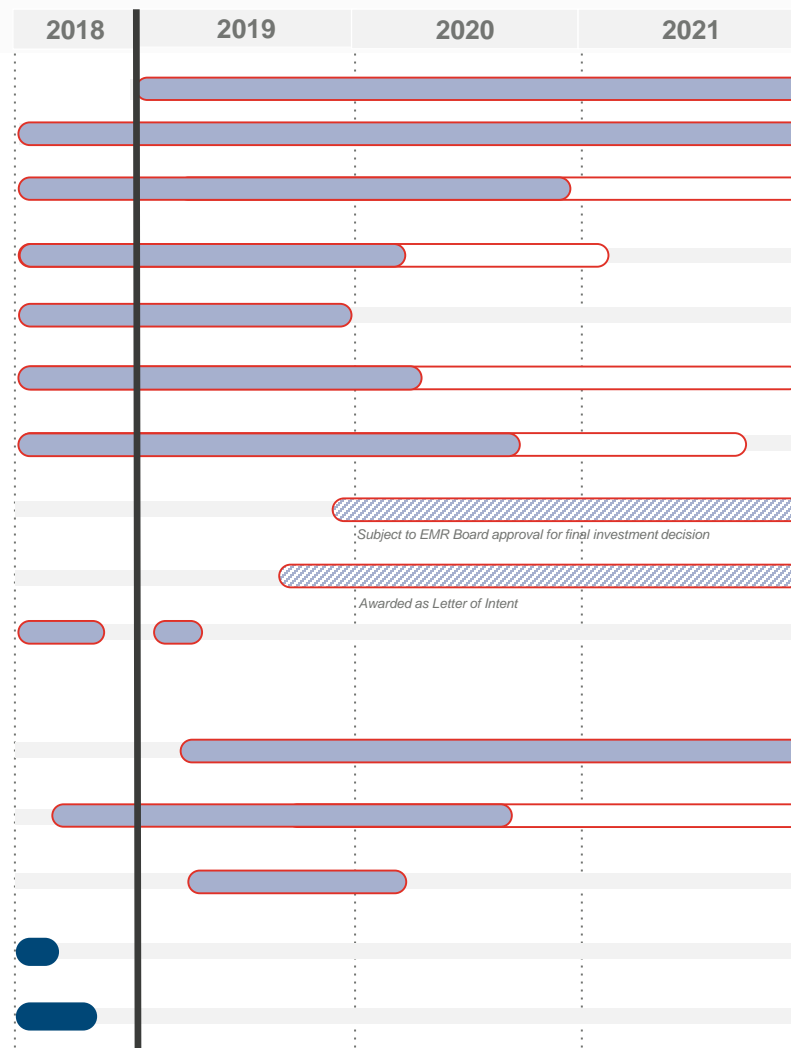 2018 2019 2020 2021
Subject to EMR Board approval for final investment decision
Awarded as Letter of Intent